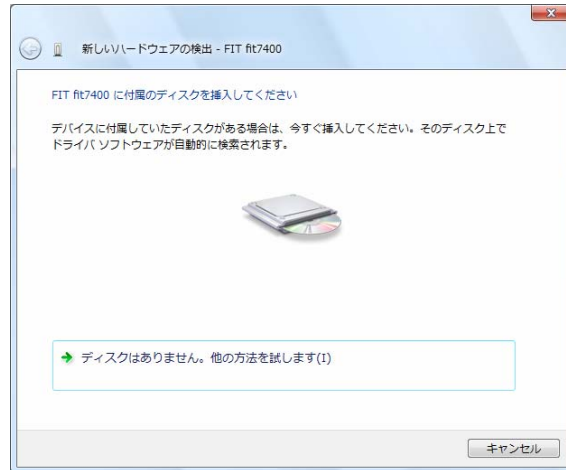 新しいハードウェアの検出 - FIT fit7400
FIT fit7400 に付属のディスクを挿入してください
デバイスに付属していたディスクがある場合は、今すぐ挿入してください。そのディスク上で
ドライバ ソフトウェアが自動的に検索されます。
ディスクはありません。他の方法を試します(I)
キャンセル